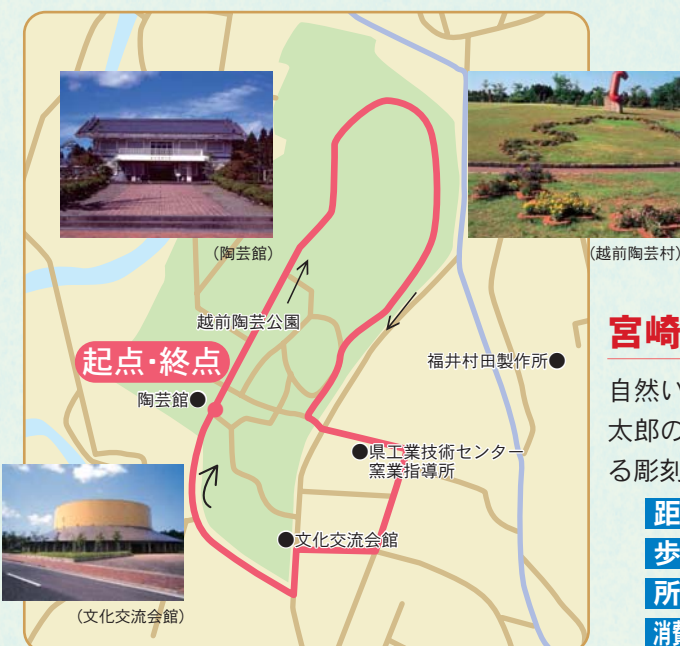 (陶芸館)
(越前陶芸村)
越前陶芸公園
起点・終点
陶芸館●
福井村田製作所●
●県工業技術センター
窯業指導所
●文化交流会館
(文化交流会館)
宮崎
自然い
太郎の
る彫刻
距
歩
所
消費